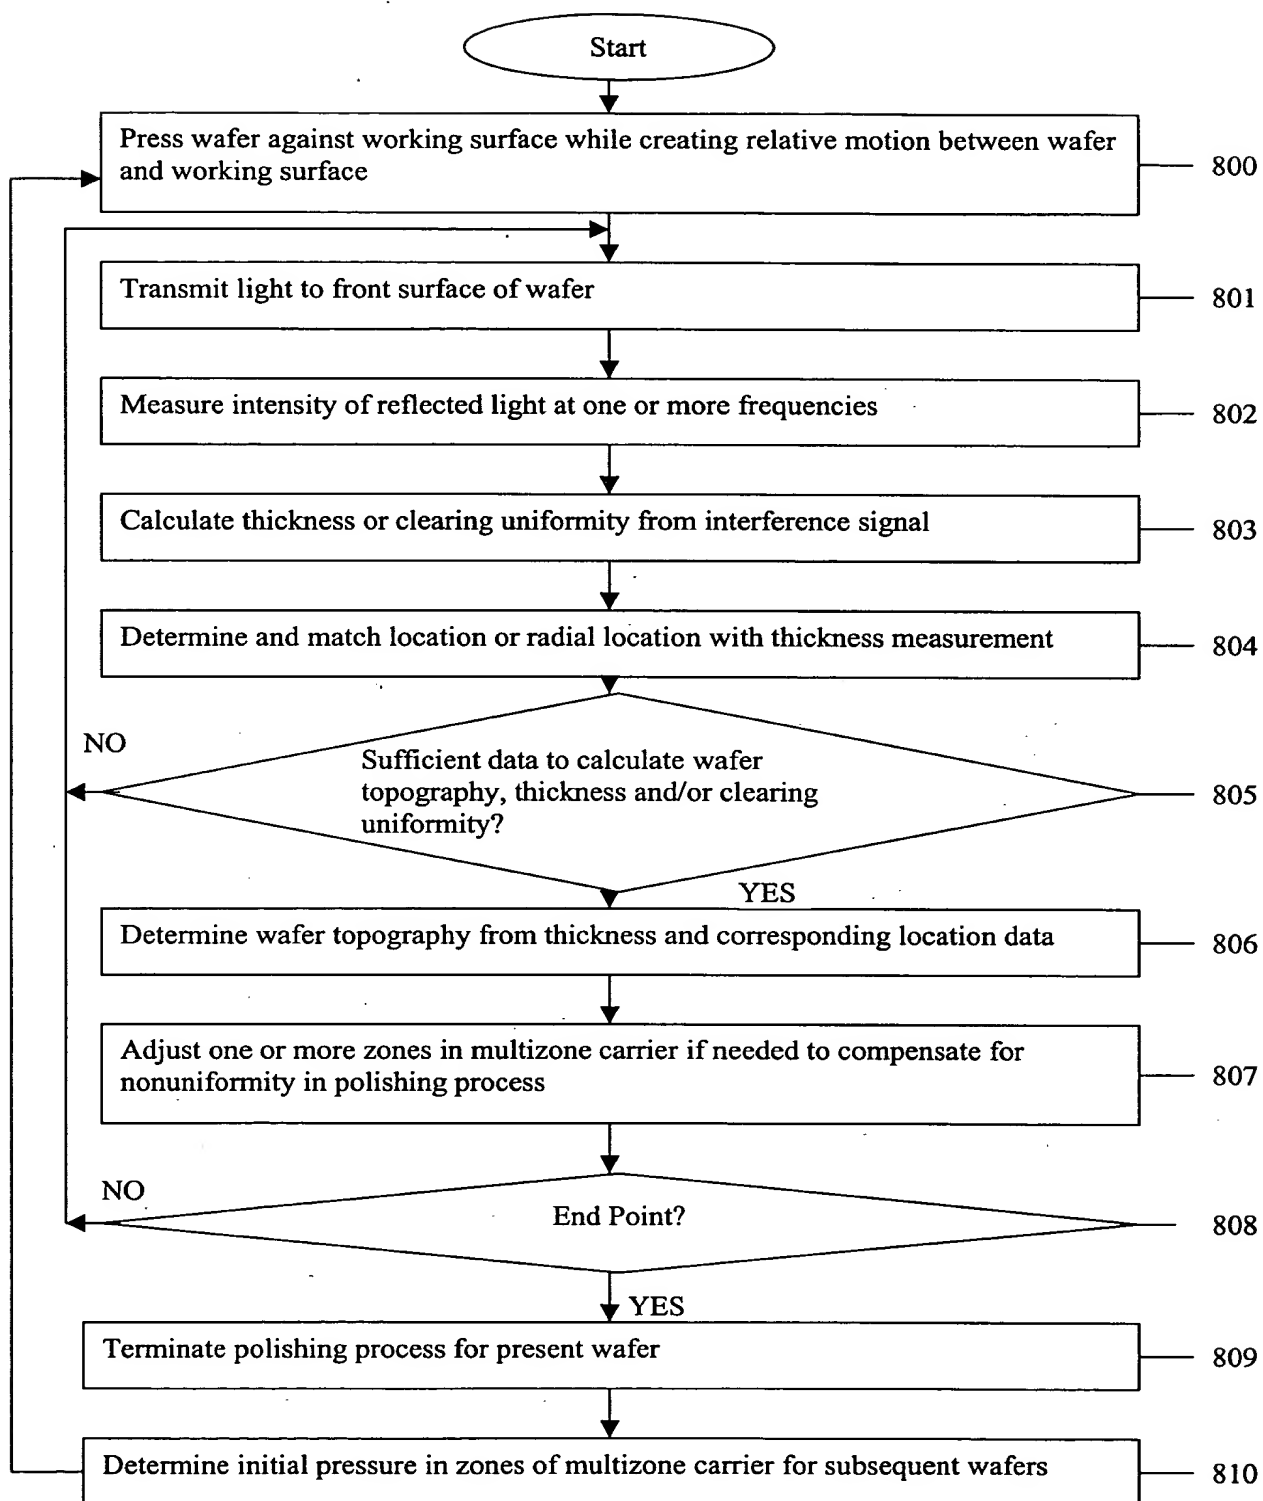 Start
Press wafer against working surface while creating relative motion between wafer
and working surface
800
Transmit light to front surface of wafer
801
Measure intensity of reflected light at one or more frequencies
802
Calculate thickness or clearing uniformity from interference signal
803
Determine and match location or radial location with thickness measurement
804
NO
Sufficient data to calculate wafer
topography, thickness and/or clearing
uniformity?
805
YES
Determine wafer topography from thickness and corresponding location data
806
Adjust one or more zones in multizone carrier if needed to compensate for
nonuniformity in polishing process
807
NO
End Point?
808
YES
Terminate polishing process for present wafer
809
Determine initial pressure in zones of multizone carrier for subsequent wafers
810